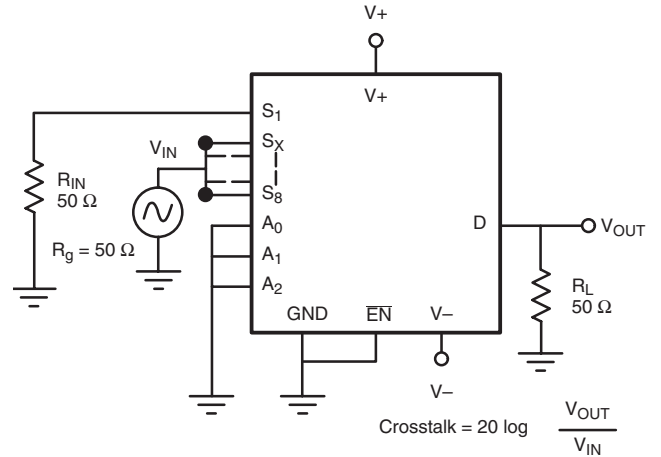 V+
V+
S1
VIN
SX
RIN
50 Ω
S8
Rg = 50 Ω
A0
D
VOUT
A1
A2
RL
50 Ω
GND
EN
V–
V–
Crosstalk = 20 log VOUT
VIN